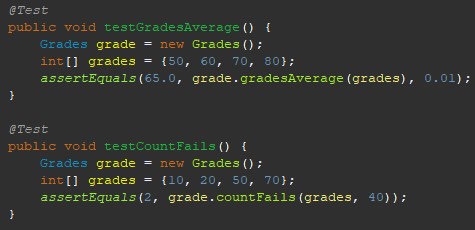 @Test
public void testGradesAverage() {
    Grades grade = new Grades();
    int[] grades = {50, 60, 70, 80};
    assertEquals(65.0, grade.gradesAverage(grades), 0.01);
}

@Test
public void testCountFails() {
    Grades grade = new Grades();
    int[] grades = {10, 20, 50, 70};
    assertEquals(2, grade.countFails(grades, 40));
}